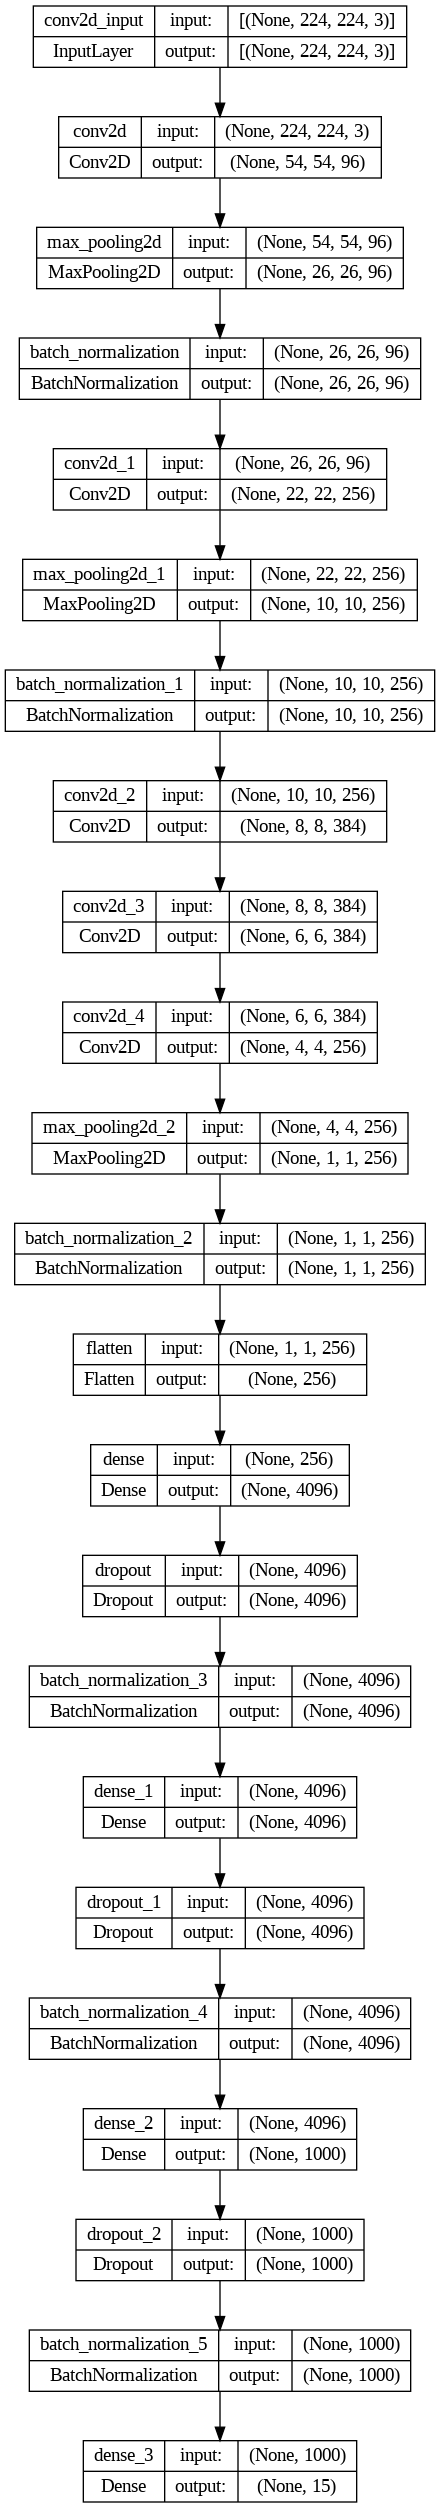 conv2d_input input: [(None, 224, 224, 3)]
InputLayer output: [(None, 224, 224, 3)]
conv2d input: (None, 224, 224, 3)
Conv2D output: (None, 54, 54, 96)
max_pooling2d input: (None, 54, 54, 96)
MaxPooling2D output: (None, 26, 26, 96)
batch_normalization input: (None, 26, 26, 96)
BatchNormalization output: (None, 26, 26, 96)
conv2d_1 input: (None, 26, 26, 96)
Conv2D output: (None, 22, 22, 256)
max_pooling2d_1 input: (None, 22, 22, 256)
MaxPooling2D output: (None, 10, 10, 256)
batch_normalization_1 input: (None, 10, 10, 256)
BatchNormalization output: (None, 10, 10, 256)
conv2d_2 input: (None, 10, 10, 256)
Conv2D output: (None, 8, 8, 384)
conv2d_3 input: (None, 8, 8, 384)
Conv2D output: (None, 6, 6, 384)
conv2d_4 input: (None, 6, 6, 384)
Conv2D output: (None, 4, 4, 256)
max_pooling2d_2 input: (None, 4, 4, 256)
MaxPooling2D output: (None, 1, 1, 256)
batch_normalization_2 input: (None, 1, 1, 256)
BatchNormalization output: (None, 1, 1, 256)
flatten input: (None, 1, 1, 256)
Flatten output: (None, 256)
dense input: (None, 256)
Dense output: (None, 4096)
dropout input: (None, 4096)
Dropout output: (None, 4096)
batch_normalization_3 input: (None, 4096)
BatchNormalization output: (None, 4096)
dense_1 input: (None, 4096)
Dense output: (None, 4096)
dropout_1 input: (None, 4096)
Dropout output: (None, 4096)
batch_normalization_4 input: (None, 4096)
BatchNormalization output: (None, 4096)
dense_2 input: (None, 4096)
Dense output: (None, 1000)
dropout_2 input: (None, 1000)
Dropout output: (None, 1000)
batch_normalization_5 input: (None, 1000)
BatchNormalization output: (None, 1000)
dense_3 input: (None, 1000)
Dense output: (None, 15)